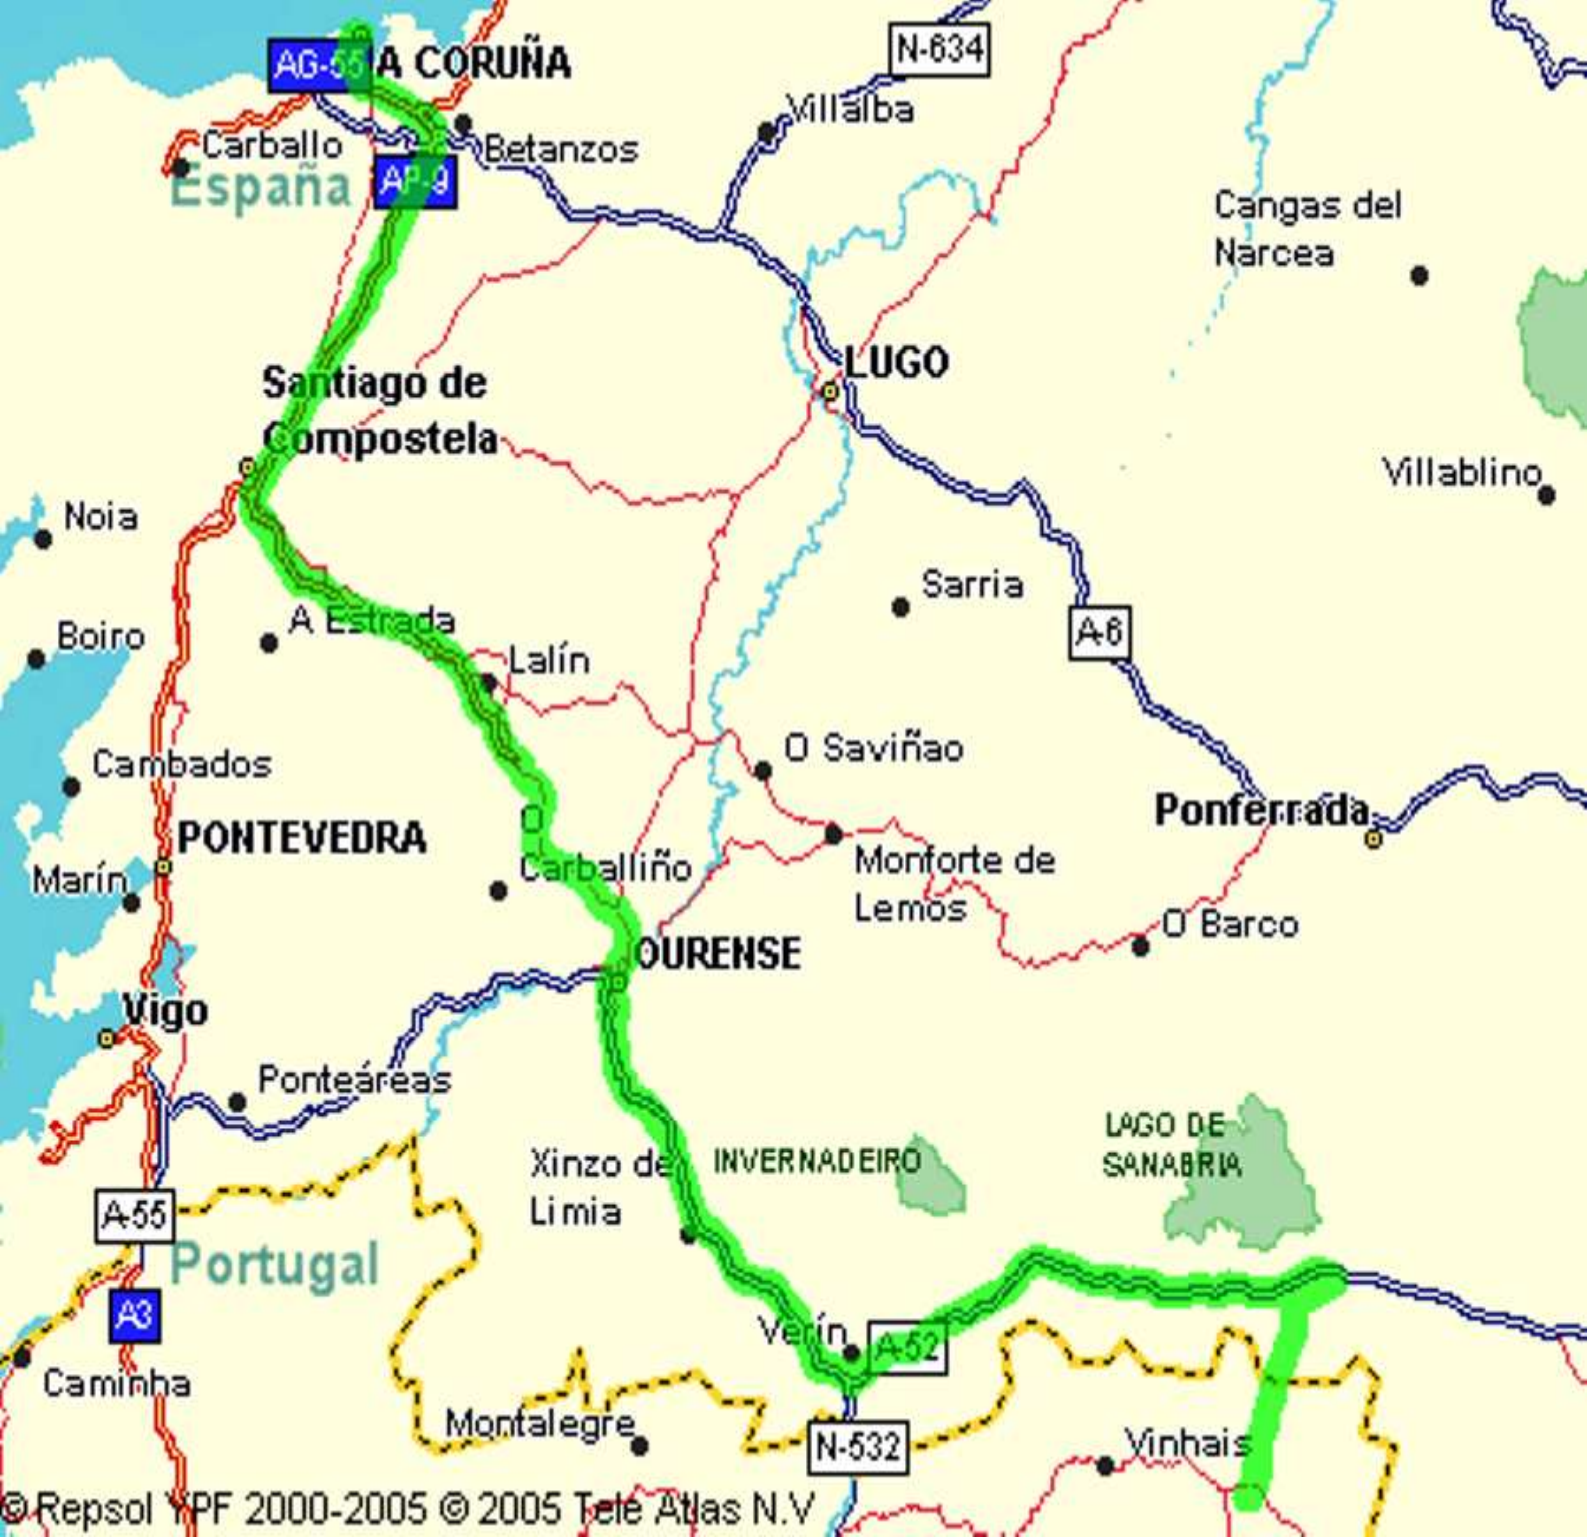 N-634
AG-55
A CORUÑA
Villalba
Carballo
Betanzos
España
AP-9
Cangas del
Narcea
Santiago de
Compostela
LUGO
Villablino
Noia
Sarria
A Estrada
Boiro
A-6
Lalín
O Saviñao
Cambados
Ponferrada
O
Carballiño
PONTEVEDRA
Monforte de
Lemos
Marín
O Barco
OURENSE
Vigo
Ponteáreas
LAGO DE
SANABRIA
Xinzo de
Limia
INVERNADEIRO
A-55
Portugal
A3
Verín
A-52
Caminha
Montalegre
N-532
Vinhais
© Repsol YPF 2000-2005 © 2005 Tele Atlas N.V